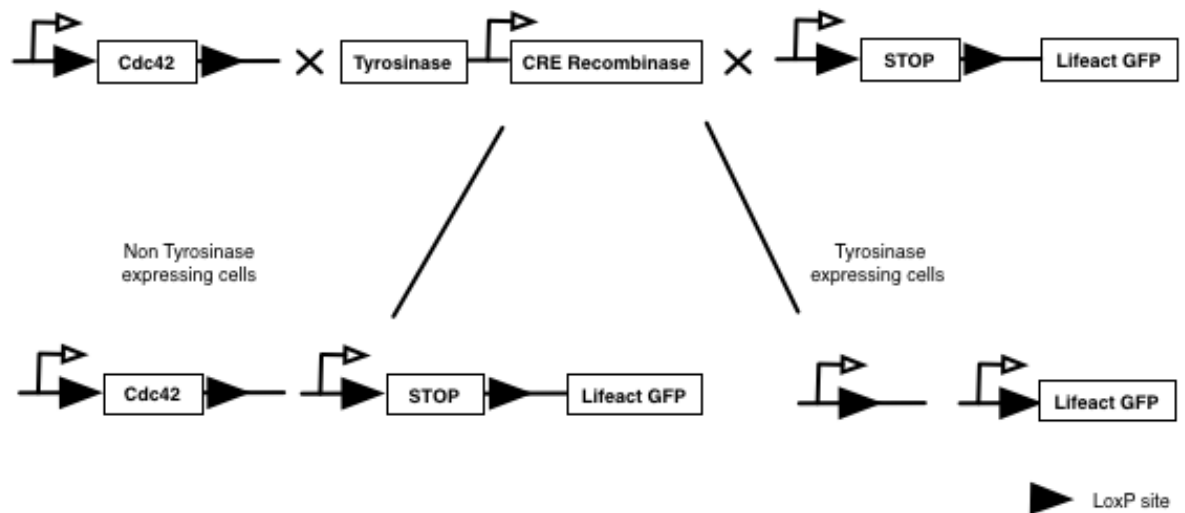 Cdc42
Tyrosinase
CRE Recombinase
STOP
Lifeact GFP
Non Tyrosinase
expressing cells
Tyrosinase
expressing cells
Cdc42
STOP
Lifeact GFP
Lifeact GFP
LoxP site